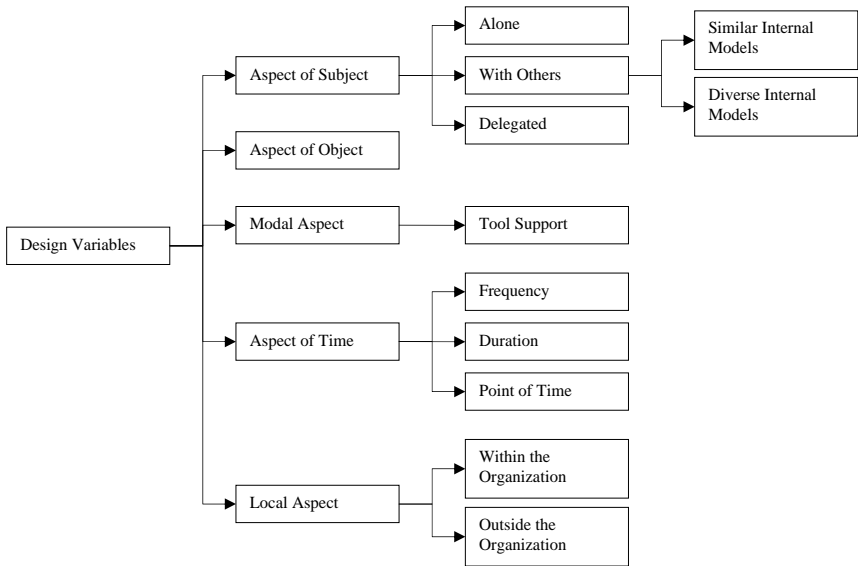 Design Variables
Aspect of Subject
Alone
With Others
Similar Internal
Models
Diverse Internal
Models
Delegated
Aspect of Object
Modal Aspect
Tool Support
Aspect of Time
Frequency
Duration
Point of Time
Local Aspect
Within the
Organization
Outside the
Organization